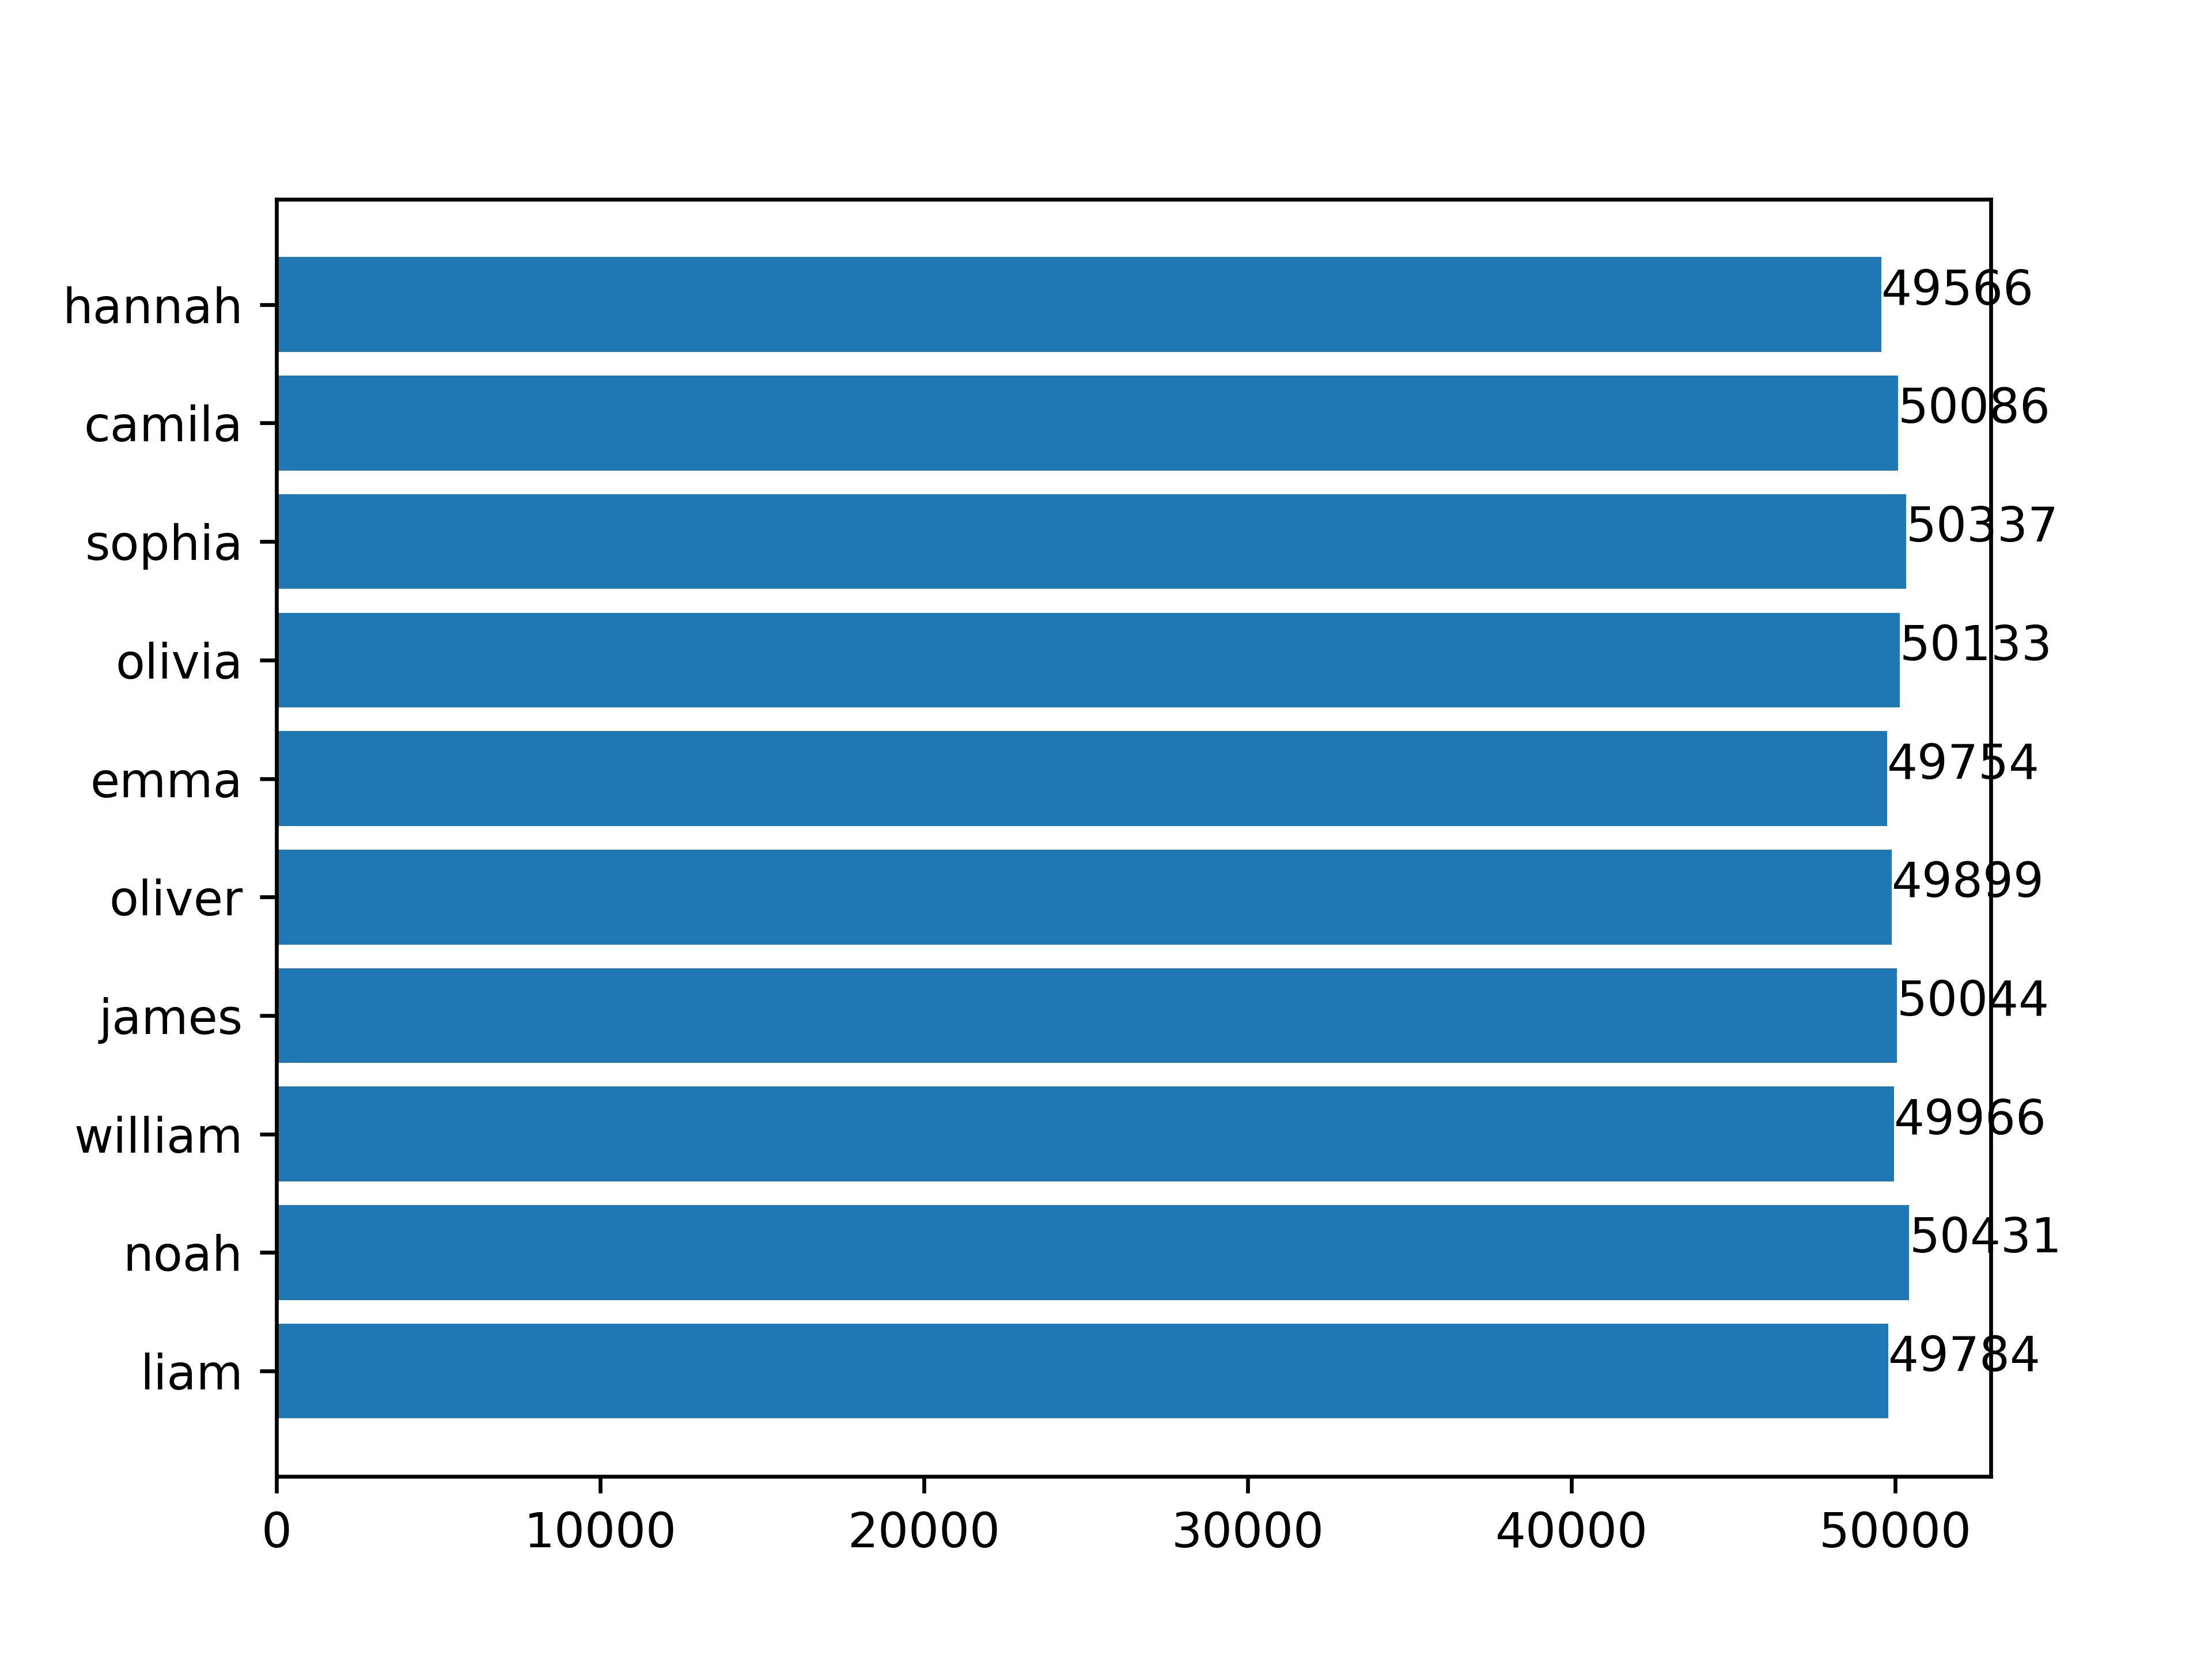 hannah 49566
camila 50086
sophia 50337
olivia 50133
emma 49754
oliver 49899
james 50044
william 49966
noah 50431
liam 49784
0 10000 20000 30000 40000 50000